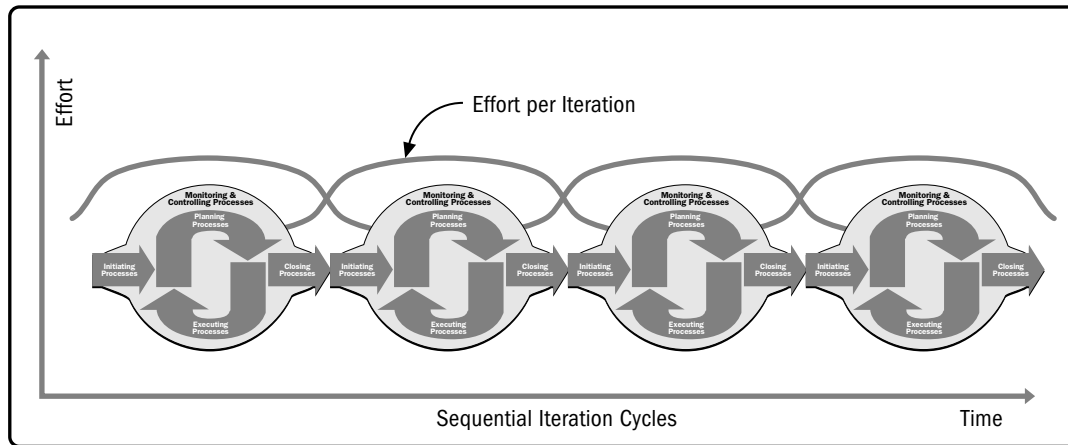 Effort
Effort per Iteration
Monitoring &
Controlling Processes
Planning
Processes
Initiating
Processes
Executing
Processes
Closing
Processes
Monitoring &
Controlling Processes
Planning
Processes
Initiating
Processes
Executing
Processes
Closing
Processes
Monitoring &
Controlling Processes
Planning
Processes
Initiating
Processes
Executing
Processes
Closing
Processes
Monitoring &
Controlling Processes
Planning
Processes
Initiating
Processes
Executing
Processes
Closing
Processes
Sequential Iteration Cycles
Time